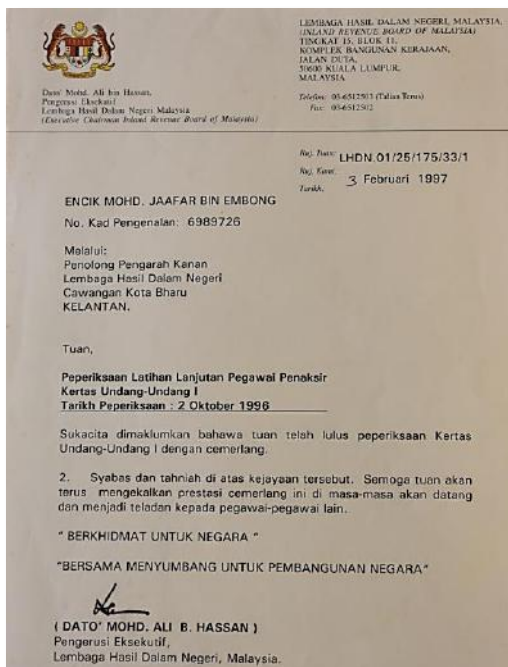 LEMBAGA HASIL DALAM NEGERI, MALAYSIA,
(INLAND REVENUE BOARD OF MALAYSIA)
TINGKAT 15, BLOK 11,
KOMPLEK BANGUNAN KERAJAAN,
JALAN DUTA,
50600 KUALA LUMPUR,
MALAYSIA
Telefon: 03-6512503 (Talian Terus)
Fax: 03-6512502
Dato' Mohd. Ali bin Hassan,
Pengerusi Eksekutif
Lembaga Hasil Dalam Negeri Malaysia
(Executive Chairman Inland Revenue Board of Malaysia)
Ruj. Tuan: LHDN.01/25/175/33/1
Ruj. Kami:
Tarikh: 3 Februari 1997
ENCIK MOHD. JAAFAR BIN EMBONG
No. Kad Pengenalan: 6989726
Melalui:
Penolong Pengarah Kanan
Lembaga Hasil Dalam Negeri
Cawangan Kota Bharu
KELANTAN.
Tuan,
Peperiksaan Latihan Lanjutan Pegawai Penaksir
Kertas Undang-Undang I
Tarikh Peperiksaan : 2 Oktober 1996
Sukacita dimaklumkan bahawa tuan telah lulus peperiksaan Kertas
Undang-Undang I dengan cemerlang.
2. Syabas dan tahniah di atas kejayaan tersebut. Semoga tuan akan
terus mengekalkan prestasi cemerlang ini di masa-masa akan datang
dan menjadi teladan kepada pegawai-pegawai lain.
" BERKHIDMAT UNTUK NEGARA "
"BERSAMA MENYUMBANG UNTUK PEMBANGUNAN NEGARA"
( DATO' MOHD. ALI B. HASSAN )
Pengerusi Eksekutif,
Lembaga Hasil Dalam Negeri, Malaysia.